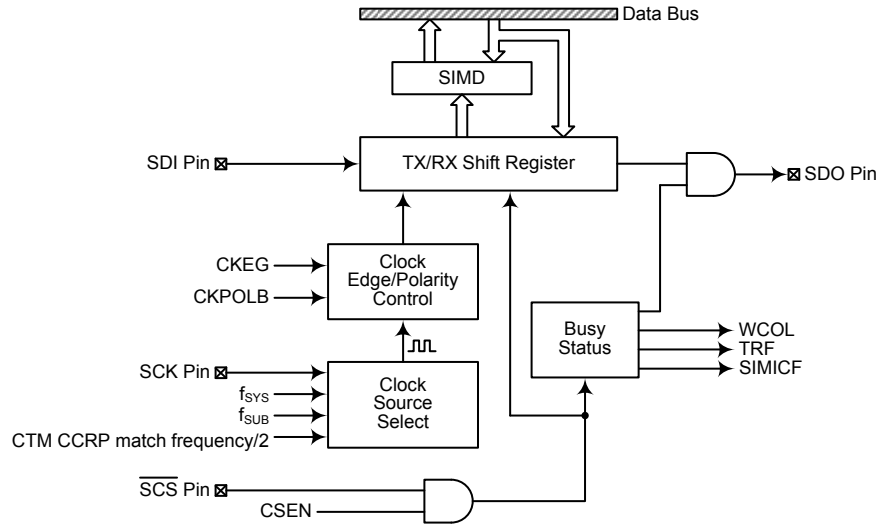 Data Bus
SIMD
SDI Pin
TX/RX Shift Register
SDO Pin
CKEG
CKPOLB
Clock
Edge/Polarity
Control
Busy
Status
WCOL
TRF
SIMICF
SCK Pin
fSYS
fSUB
CTM CCRP match frequency/2
Clock
Source
Select
SCS Pin
CSEN